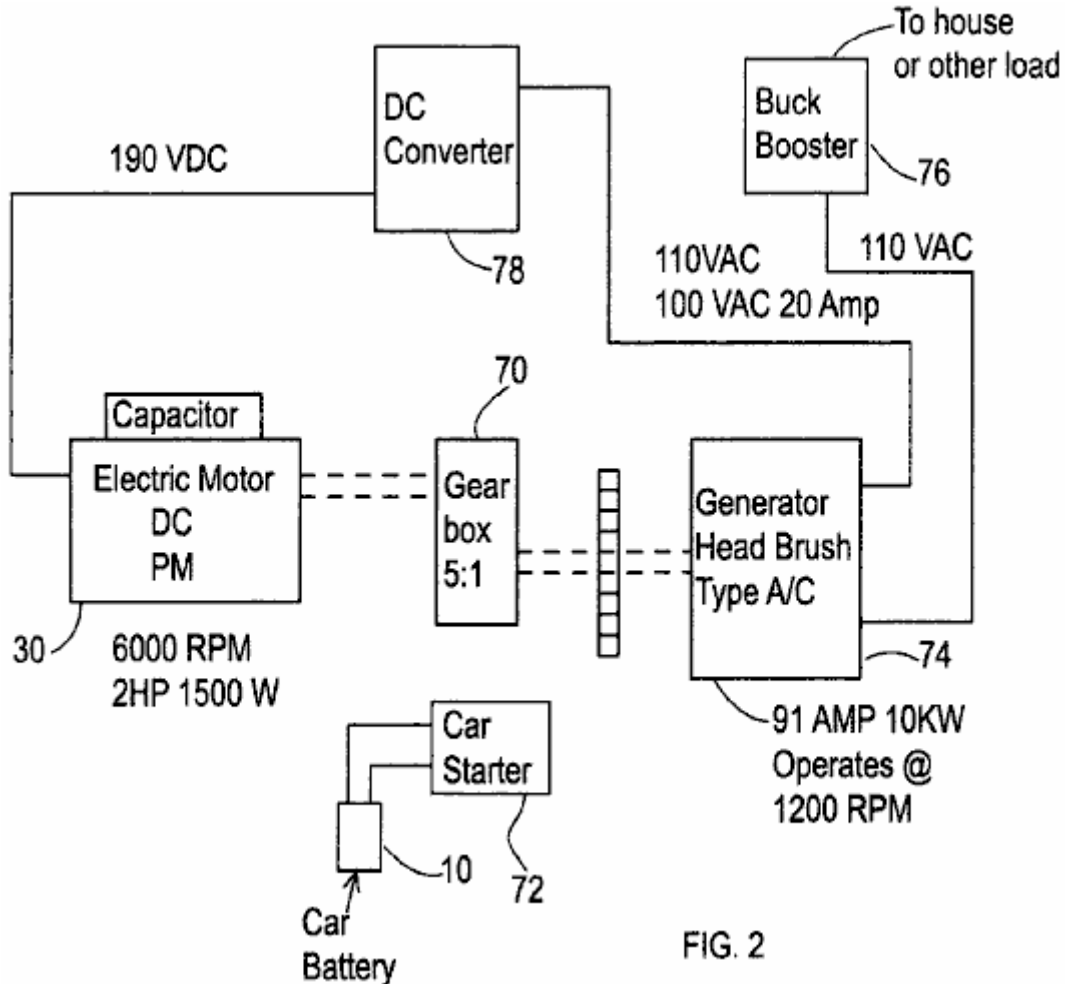 To house
or other load
DC
Converter
Buck
Booster
190 VDC
76
78
110VAC
100 VAC 20 Amp
110 VAC
70
Capacitor
Electric Motor
DC
PM
Gear
box
5:1
Generator
Head Brush
Type A/C
30
6000 RPM
2HP 1500 W
74
Car
Starter
91 AMP 10KW
Operates @
1200 RPM
10
72
Car
Battery
FIG. 2